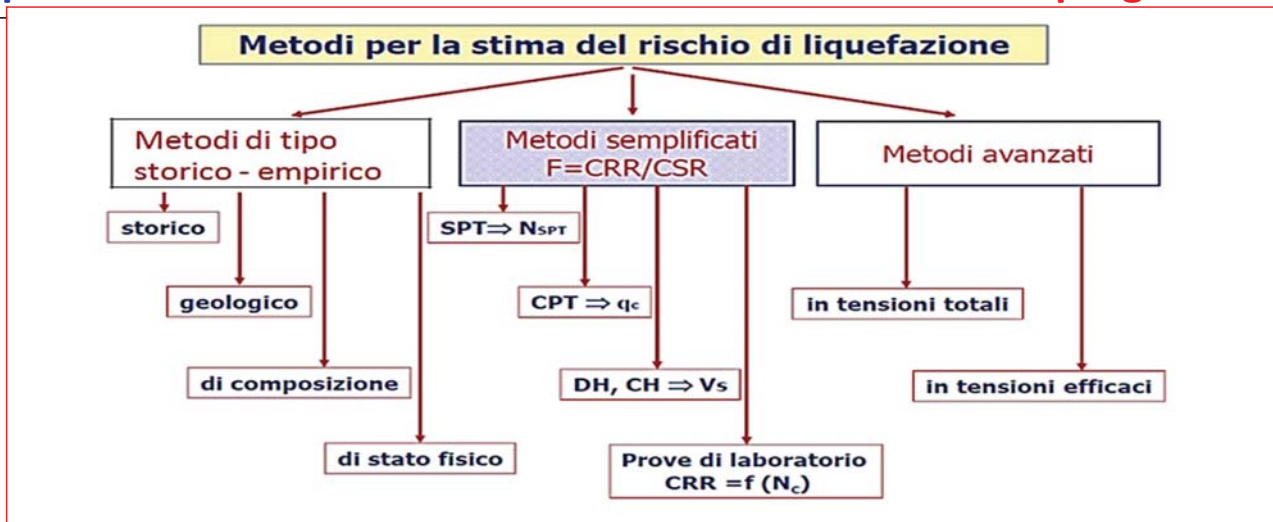 Metodi per la stima del rischio di liquefazione
Metodi di tipo
storico - empirico
Metodi semplificati
F=CRR/CSR
Metodi avanzati
storico
SPT⇒ NSPT
geologico
CPT ⇒ qc
in tensioni totali
di composizione
DH, CH ⇒ Vs
in tensioni efficaci
di stato fisico
Prove di laboratorio
CRR =f (Nc)